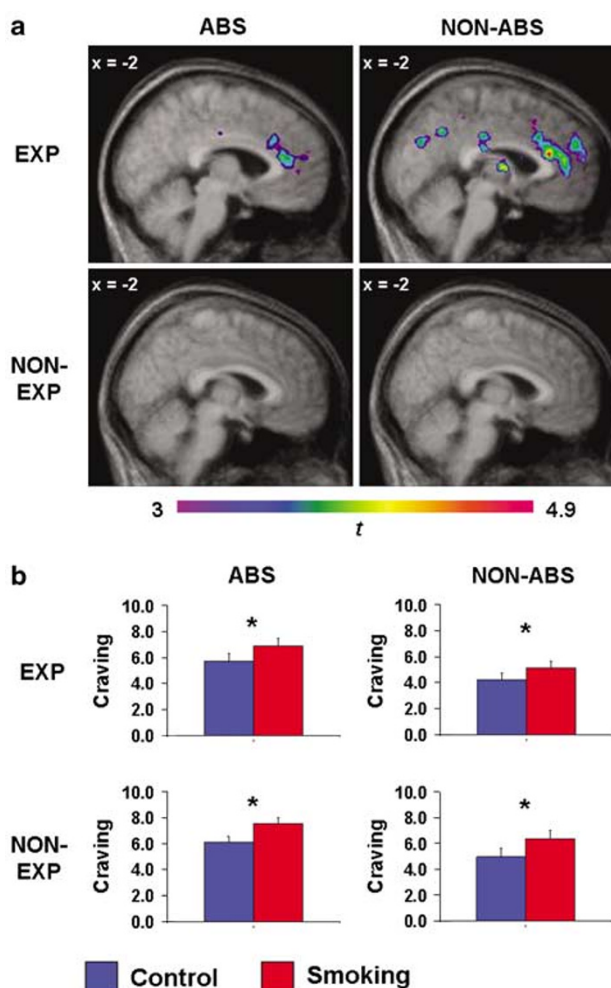 a
ABS
NON-ABS
EXP
x = -2
x = -2
NON-
EXP
x = -2
x = -2
3
4.9
t
b
ABS
NON-ABS
EXP
Craving
10.0
8.0
6.0
4.0
2.0
0.0
*
Craving
10.0
8.0
6.0
4.0
2.0
0.0
*
NON-
EXP
Craving
10.0
8.0
6.0
4.0
2.0
0.0
*
Craving
10.0
8.0
6.0
4.0
2.0
0.0
*
Control
Smoking